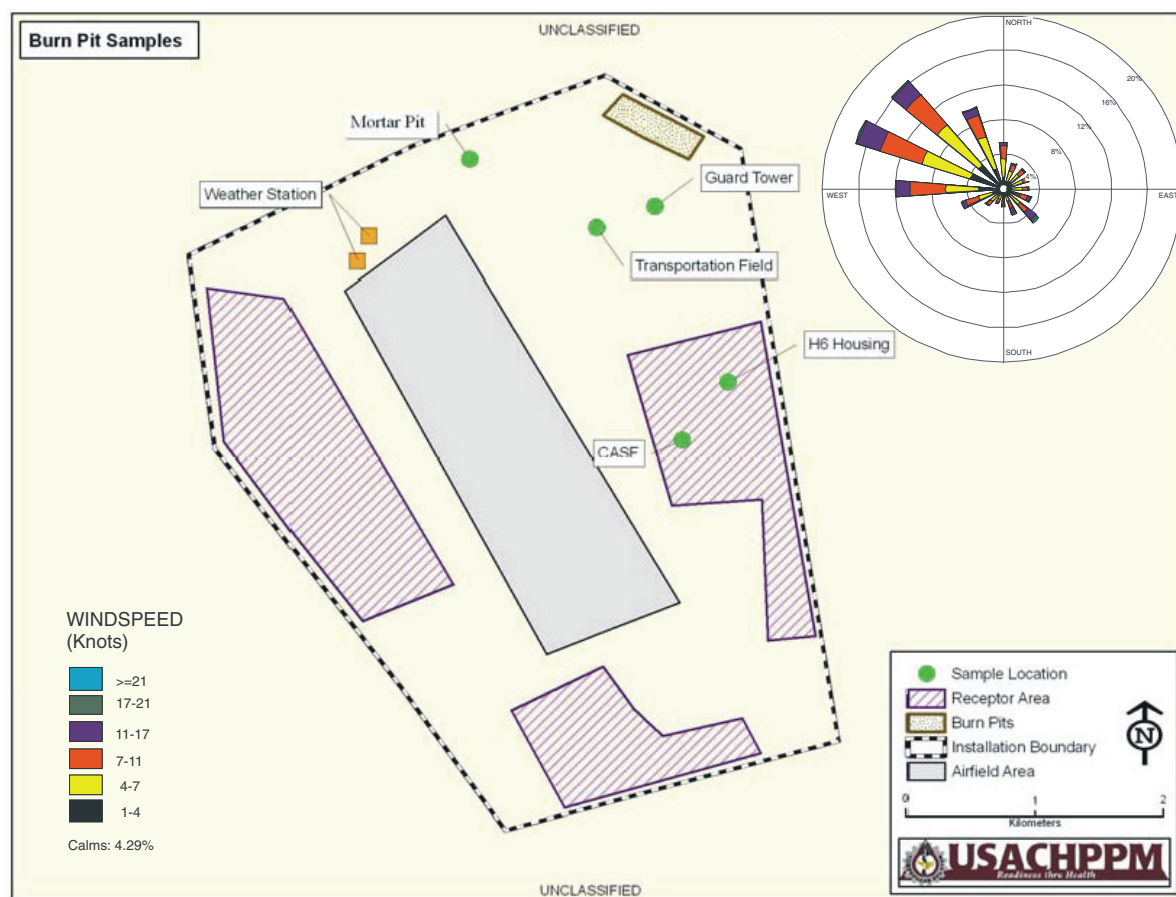 UNCLASSIFIED
Burn Pit Samples
NORTH
20%
16%
12%
8%
4%
WEST
EAST
SOUTH
Mortar Pit
Weather Station
Guard Tower
Transportation Field
H6 Housing
CASF
WINDSPEED
(Knots)
>=21
17-21
11-17
7-11
4-7
1-4
Calms: 4.29%
Sample Location
Receptor Area
Burn Pits
Installation Boundary
Airfield Area
N
0 1 2
Kilometers
USACHPPM
Readiness thru Health
UNCLASSIFIED